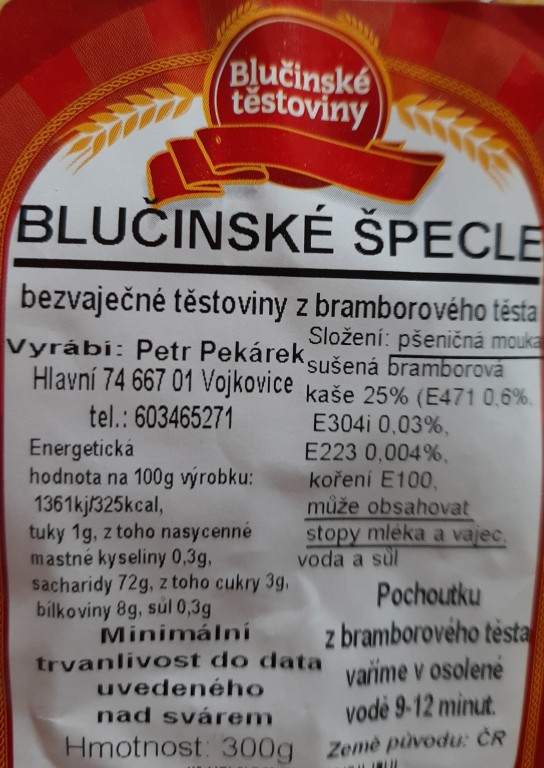 Blučinské
těstoviny
BLUČINSKÉ ŠPECLE
bezvaječné těstoviny z bramborového těsta
Vyrábí: Petr Pekárek
Hlavní 74 667 01 Vojkovice
tel.: 603465271
Energetická
hodnota na 100g výrobku:
1361kj/325kcal,
tuky 1g, z toho nasycenné
mastné kyseliny 0,3g,
sacharidy 72g, z toho cukry 3g,
bílkoviny 8g, sůl 0,3g
Minimální
trvanlivost do data
uvedeného
nad svárem
Hmotnost: 300g
Složení: pšeničná mouka
sušená bramborová
kaše 25% (E471 0,6%,
E304i 0,03%,
E223 0,004%,
koření E100,
může obsahovat
stopy mléka a vajec,
voda a sůl
Pochoutku
z bramborového těsta
vaříme v osolené
vodě 9-12 minut.
Země původu: ČR